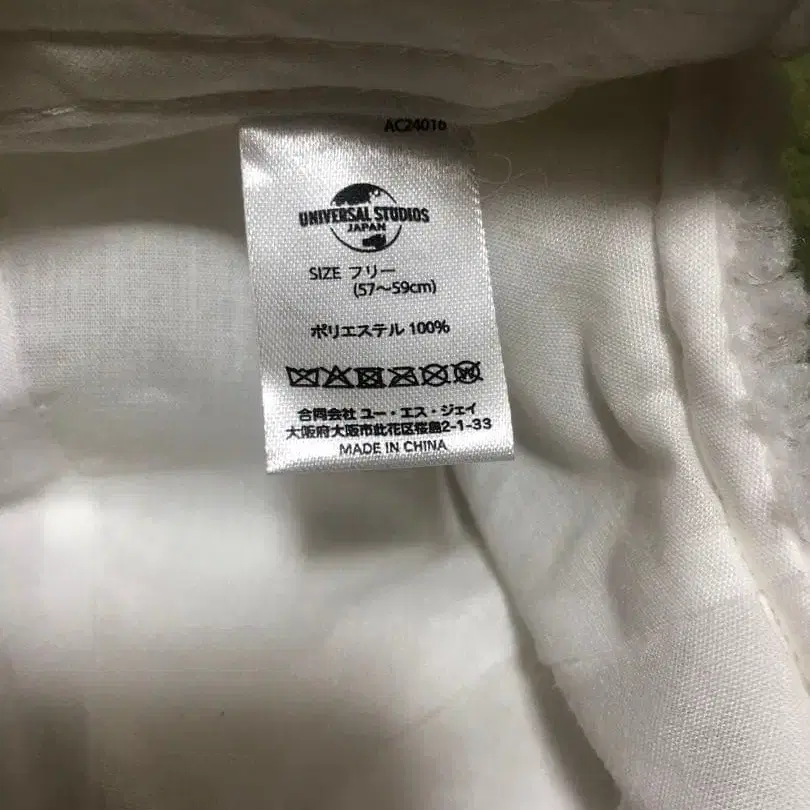 AC24016
UNIVERSAL STUDIOS
JAPAN
SIZE フリー
(57〜59cm)
ポリエステル 100%
合同会社 ユー・エス・ジェイ
大阪府大阪市此花区桜島2-1-33
MADE IN CHINA